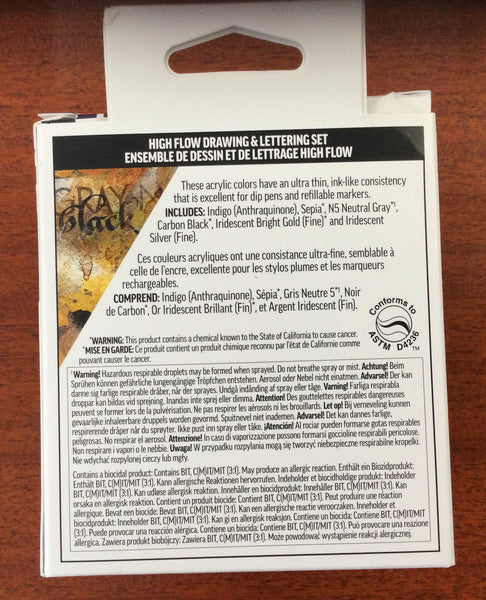 HIGH FLOW DRAWING & LETTERING SET
ENSEMBLE DE DESSIN ET DE LETTRAGE HIGH FLOW
GRAY
black
These acrylic colors have an ultra thin, ink-like consistency
that is excellent for dip pens and refillable markers.
INCLUDES: Indigo (Anthraquinone), Sepia*, N5 Neutral Gray*¹,
Carbon Black*, Iridescent Bright Gold (Fine)* and Iridescent
Silver (Fine).
Ces couleurs acryliques ont une consistance ultra-fine, semblable à
celle de l'encre, excellente pour les stylos plumes et les marqueurs
rechargeables.
COMPREND: Indigo (Anthraquinone), Sépia*, Gris Neutre 5*¹, Noir
de Carbon*, Or Iridescent Brillant (Fin)*, et Argent Iridescent (Fin).
Conforms to
ASTM D4236
™
*WARNING: This product contains a chemical known to the State of California to cause cancer.
*MISE EN GARDE: Ce produit contient un produit chimique reconnu par l'état de Californie comme
pouvant causer le cancer.
¹Warning! Hazardous respirable droplets may be formed when sprayed. Do not breathe spray or mist. Achtung! Beim
Sprühen können gefährliche lungengängige Tröpfchen entstehen. Aerosol oder Nebel nicht einatmen. Advarsel! Der kan
danne sig farlige respirable dråber, når der sprayes. Undgå indånding af spray eller tåge. Varning! Farliga respirabla
droppar kan bildas vid sprejning. Inandas inte sprej eller dimma. Attention! Des gouttelettes respirables dangereuses
peuvent se former lors de la pulvérisation. Ne pas respirer les aérosols ni les brouillards. Let op! Bij verneveling kunnen
gevaarlijke inhaleerbare druppels worden gevormd. Spuitnevel niet inademen. Advarsel! Det kan dannes farlige,
respirerende dråper du sprayer. Ikke pust inn spray eller tåke. ¡Atención! Al rociar pueden formarse gotas respirables
peligrosas. No respirar el aerosol. Attenzione! In caso di vaporizzazione possono formarsi goccioline respirabili pericolose.
Non respirare i vapori o le nebbie. Uwaga! W przypadku rozpylania mogą się tworzyć niebezpieczne respirabilne kropelki.
Nie wdychać rozpylonej cieczy lub mgły.
Contains a biocidal product: Contains BIT, C(M)IT/MIT (3:1). May produce an allergic reaction. Enthält ein Biozidprodukt:
Enthält BIT, C(M)IT/MIT (3:1). Kann allergische Reaktionen hervorrufen. Indeholder et biocidholdige produkt: Indeholder
BIT, C(M)IT/MIT (3:1). Kan udløse allergisk reaktion. Innehåller en biocidprodukt: Innehåller BIT, C(M)IT/MIT (3:1). Kan
orsaka en allergisk reaktion. Contient un produit biocide: Contient BIT, C(M)IT/MIT (3:1). Peut produire une réaction
allergique. Bevat een biocide: Bevat BIT, C(M)IT/MIT (3:1). Kan een allergische reactie veroorzaken. Inneholder et
biocidprodukt: Inneholder BIT, C(M)IT/MIT (3:1). Kan gi en allergisk reaksjon. Contiene un biocida: Contiene BIT, C(M)IT/MIT
(3:1). Puede provocar una reacción alérgica. Contiene un biocida: Contiene BIT, C(M)IT/MIT (3:1). Può provocare una reazione
allergica. Zawiera produkt biobójczy: Zawiera BIT, C(M)IT/MIT (3:1). Może powodować wystąpienie reakcji alergicznej.